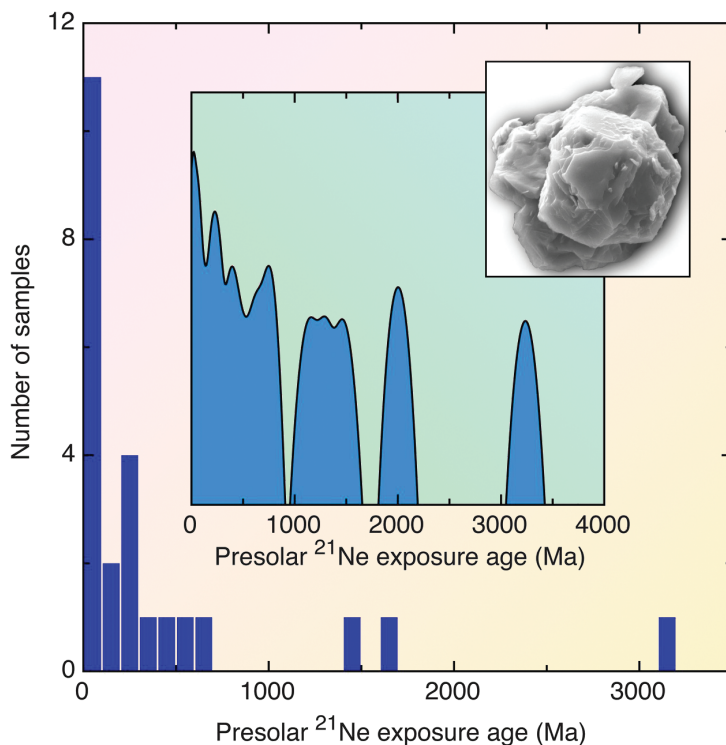 12
8
4
0
Number of samples
0 1000 2000 3000
Presolar ²¹Ne exposure age (Ma)
0 1000 2000 3000 4000
Presolar ²¹Ne exposure age (Ma)